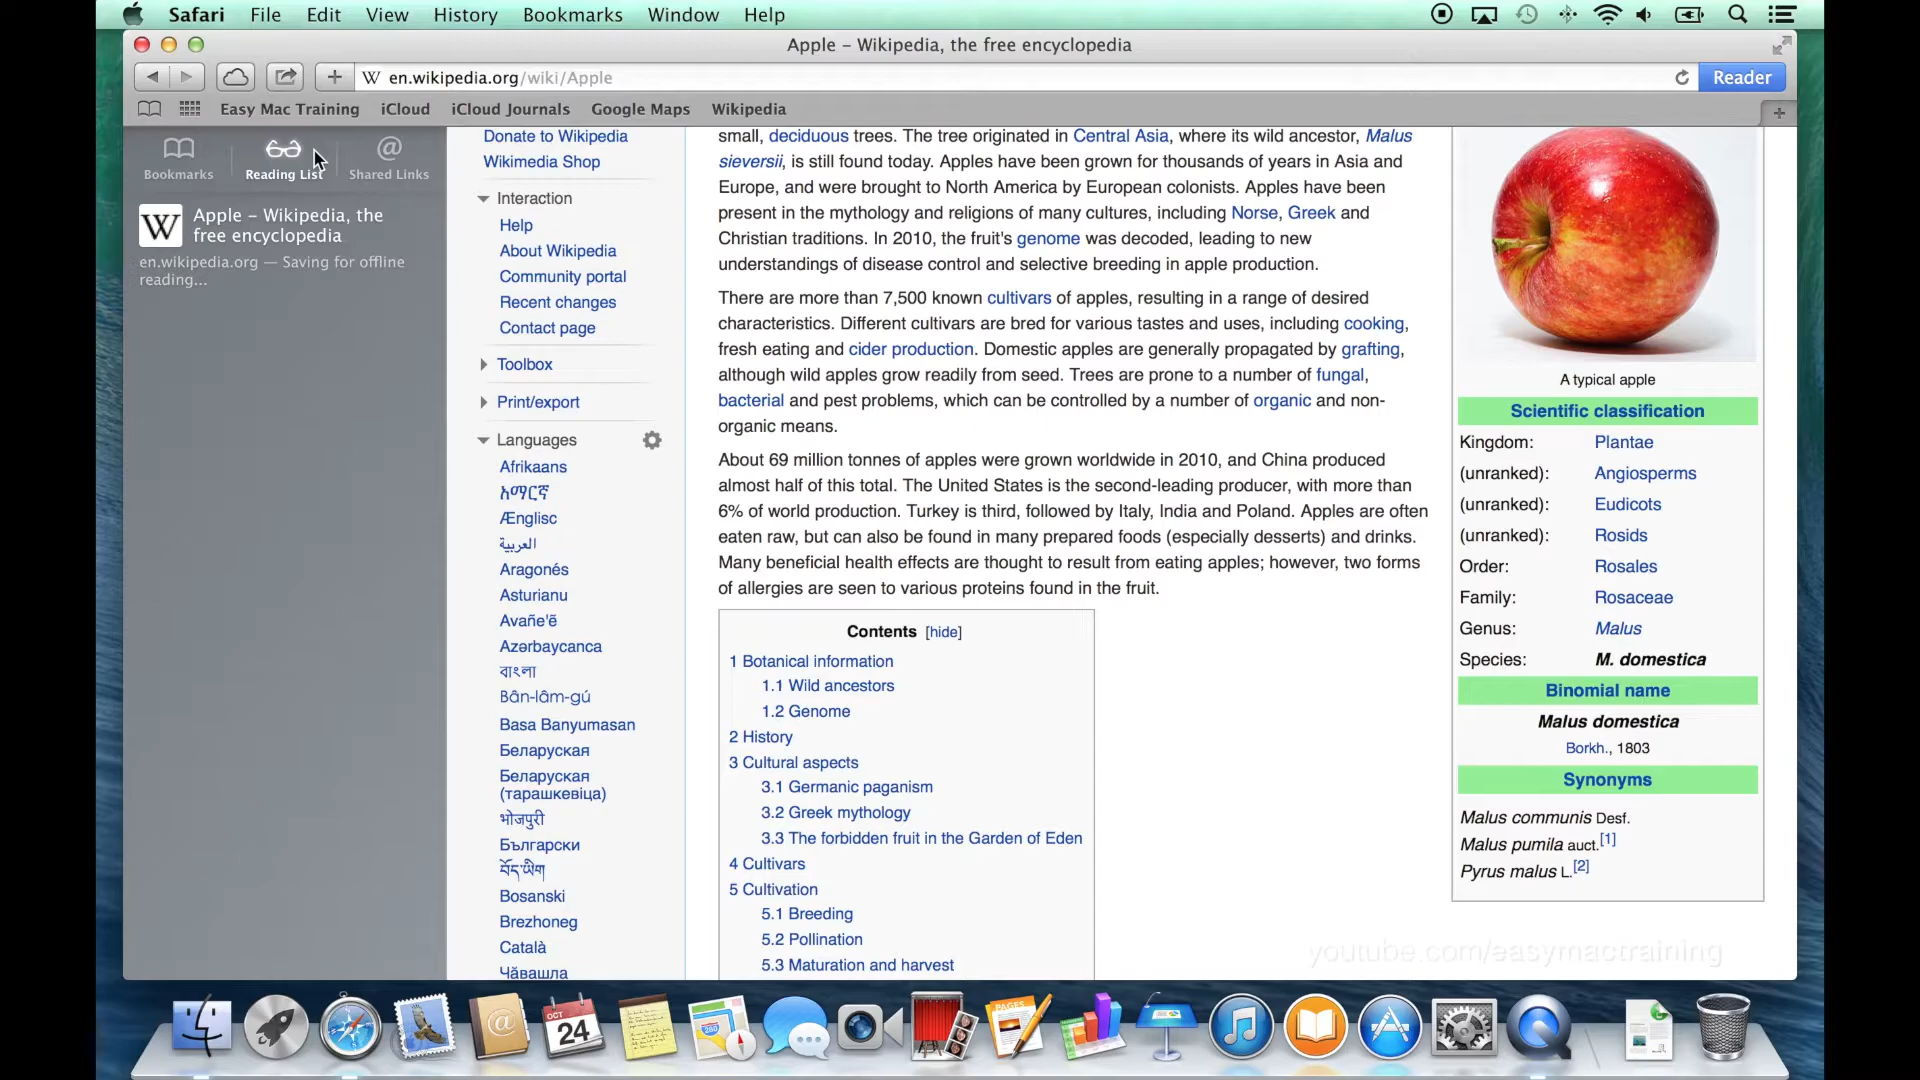 Safari File Edit View History Bookmarks Window Help
Apple – Wikipedia, the free encyclopedia
W en.wikipedia.org/wiki/Apple
Reader
Easy Mac Training iCloud iCloud Journals Google Maps Wikipedia
Bookmarks Reading List Shared Links
W Apple – Wikipedia, the
free encyclopedia
en.wikipedia.org — Saving for offline
reading...
Donate to Wikipedia
Wikimedia Shop
Interaction
Help
About Wikipedia
Community portal
Recent changes
Contact page
Toolbox
Print/export
Languages
Afrikaans
አማርኛ
Ænglisc
العربية
Aragonés
Asturianu
Avañe'ẽ
Azərbaycanca
বাংলা
Bân-lâm-gú
Basa Banyumasan
Беларуская
Беларуская
(тарашкевіца)
भोजपुरी
Български
བོད་ཡིག
Bosanski
Brezhoneg
Català
Чӑвашла
small, deciduous trees. The tree originated in Central Asia, where its wild ancestor, Malus
sieversii, is still found today. Apples have been grown for thousands of years in Asia and
Europe, and were brought to North America by European colonists. Apples have been
present in the mythology and religions of many cultures, including Norse, Greek and
Christian traditions. In 2010, the fruit's genome was decoded, leading to new
understandings of disease control and selective breeding in apple production.
There are more than 7,500 known cultivars of apples, resulting in a range of desired
characteristics. Different cultivars are bred for various tastes and uses, including cooking,
fresh eating and cider production. Domestic apples are generally propagated by grafting,
although wild apples grow readily from seed. Trees are prone to a number of fungal,
bacterial and pest problems, which can be controlled by a number of organic and non-
organic means.
About 69 million tonnes of apples were grown worldwide in 2010, and China produced
almost half of this total. The United States is the second-leading producer, with more than
6% of world production. Turkey is third, followed by Italy, India and Poland. Apples are often
eaten raw, but can also be found in many prepared foods (especially desserts) and drinks.
Many beneficial health effects are thought to result from eating apples; however, two forms
of allergies are seen to various proteins found in the fruit.
Contents [hide]
1 Botanical information
1.1 Wild ancestors
1.2 Genome
2 History
3 Cultural aspects
3.1 Germanic paganism
3.2 Greek mythology
3.3 The forbidden fruit in the Garden of Eden
4 Cultivars
5 Cultivation
5.1 Breeding
5.2 Pollination
5.3 Maturation and harvest
A typical apple
Scientific classification
Kingdom: Plantae
(unranked): Angiosperms
(unranked): Eudicots
(unranked): Rosids
Order: Rosales
Family: Rosaceae
Genus: Malus
Species: M. domestica
Binomial name
Malus domestica
Borkh., 1803
Synonyms
Malus communis Desf.
Malus pumila auct.[1]
Pyrus malus L.[2]
youtube.com/easymactraining
OCT
24
280
PAGES